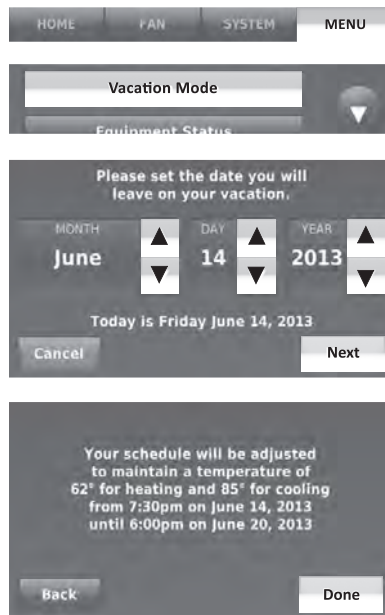 HOME FAN SYSTEM MENU
Vacation Mode
Equipment Status
Please set the date you will
leave on your vacation.
MONTH DAY YEAR
June 14 2013
Today is Friday June 14, 2013
Cancel Next
Your schedule will be adjusted
to maintain a temperature of
62° for heating and 85° for cooling
from 7:30pm on June 14, 2013
until 6:00pm on June 20, 2013
Back Done